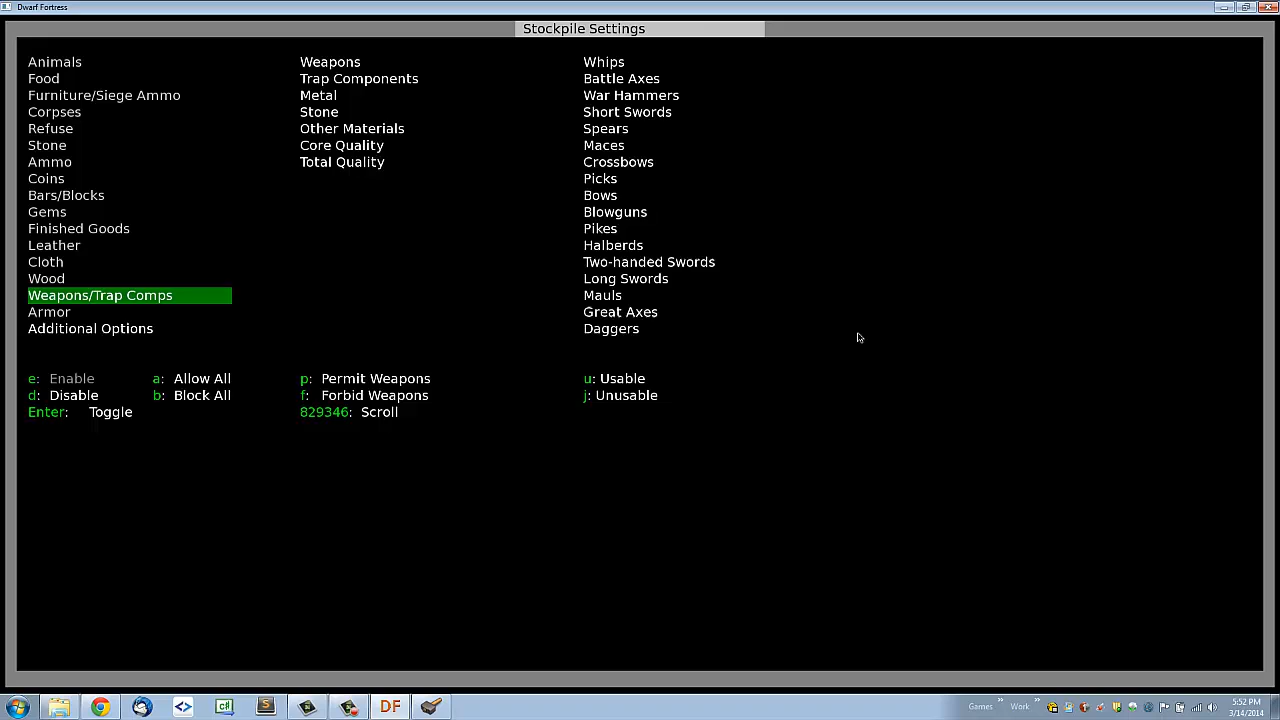 Dwarf Fortress
Stockpile Settings
Animals
Food
Furniture/Siege Ammo
Corpses
Refuse
Stone
Ammo
Coins
Bars/Blocks
Gems
Finished Goods
Leather
Cloth
Wood
Weapons/Trap Comps
Armor
Additional Options
Weapons
Trap Components
Metal
Stone
Other Materials
Core Quality
Total Quality
Whips
Battle Axes
War Hammers
Short Swords
Spears
Maces
Crossbows
Picks
Bows
Blowguns
Pikes
Halberds
Two-handed Swords
Long Swords
Mauls
Great Axes
Daggers
e: Enable a: Allow All p: Permit Weapons u: Usable
d: Disable b: Block All f: Forbid Weapons j: Unusable
Enter: Toggle 829346: Scroll
C#
S
DF
Games » Work »
5:52 PM
3/14/2014